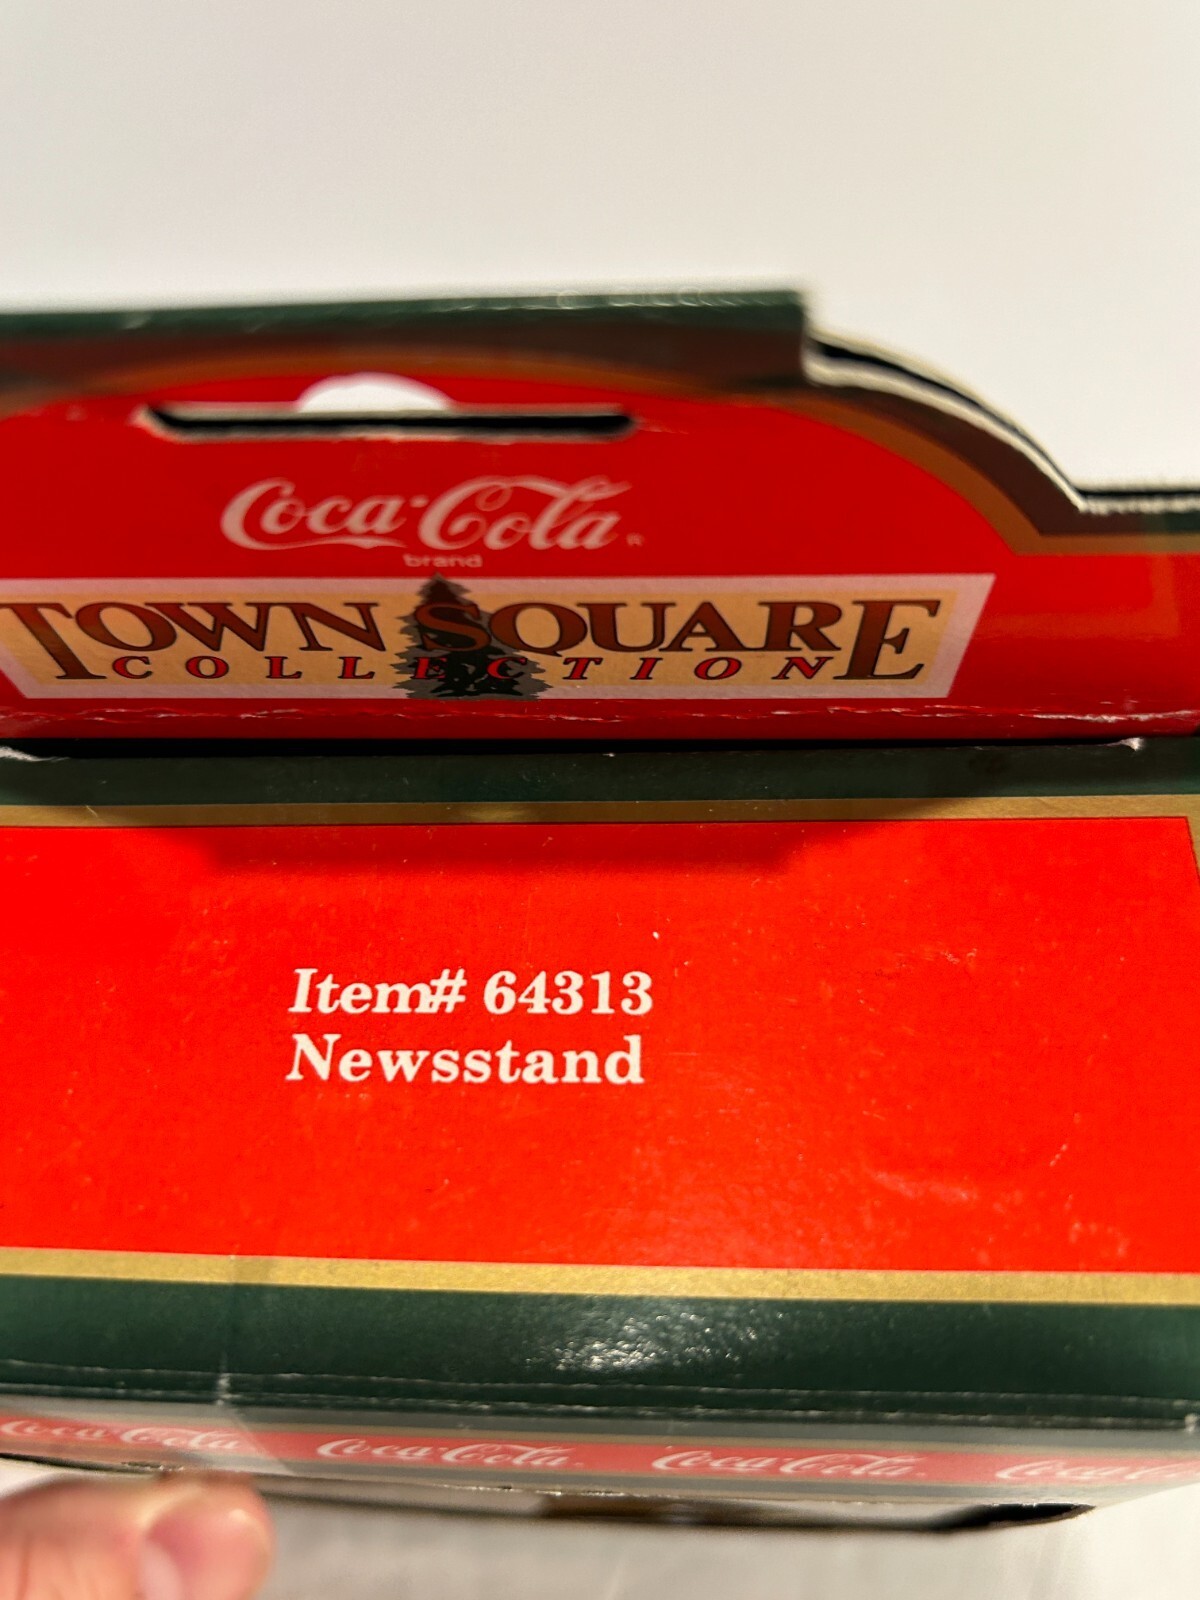 Coca-Cola
brand
TOWN SQUARE
COLLECTION
Item# 64313
Newsstand
Coca-Cola Coca-Cola Coca-Cola Coca-Cola